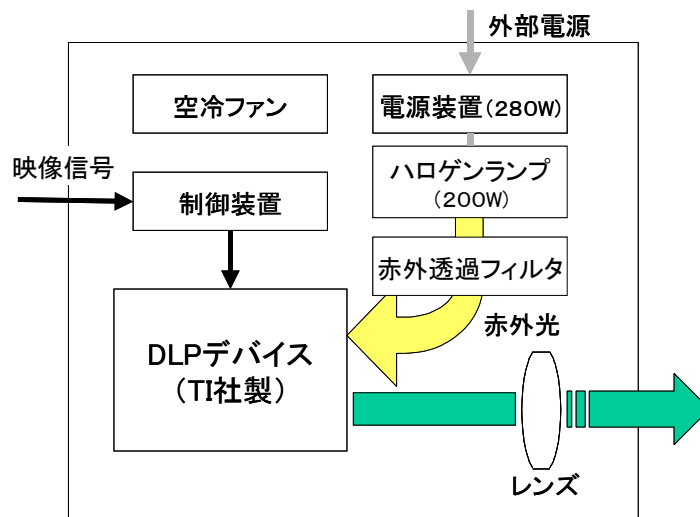 外部電源
空冷ファン
電源装置(280W)
映像信号
制御装置
ハロゲンランプ
(200W)
赤外透過フィルタ
赤外光
DLPデバイス
(TI社製)
レンズ